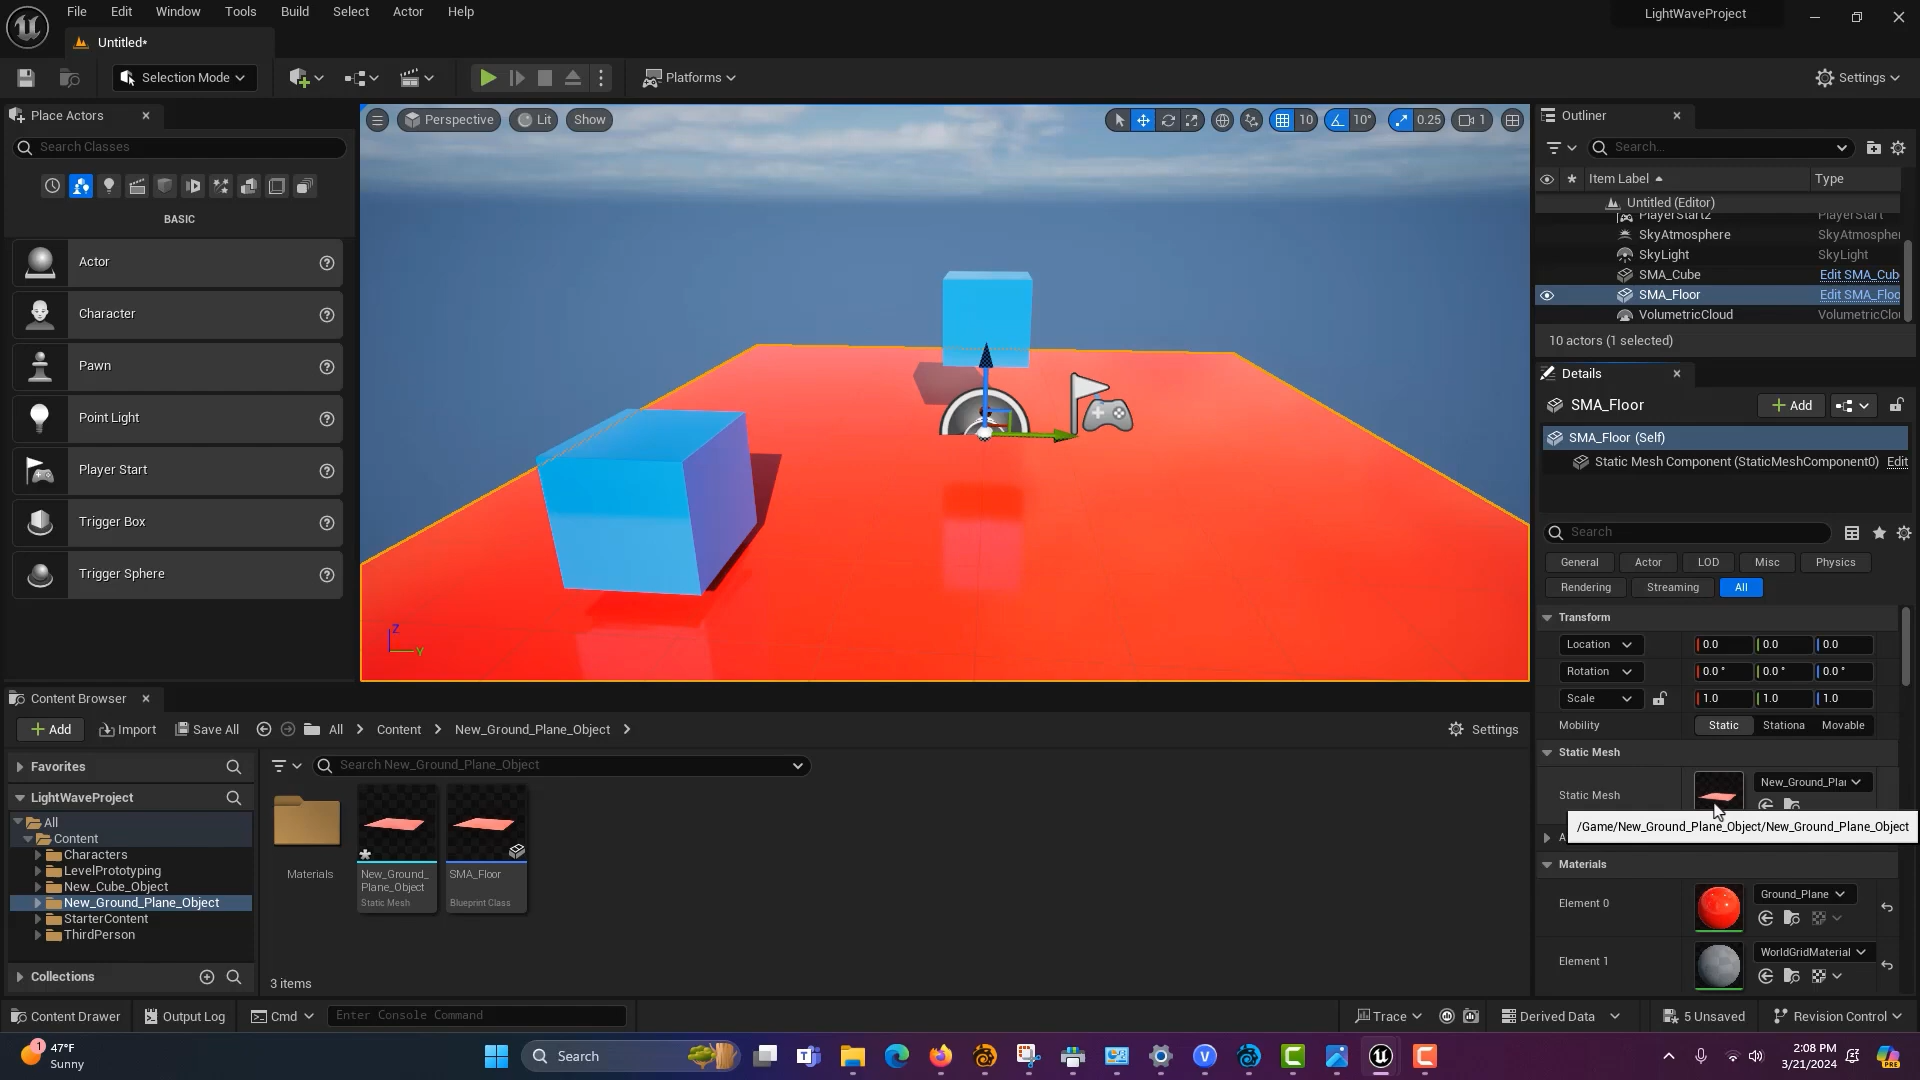 File Edit Window Tools Build Select Actor Help
LightWaveProject
Untitled*
Selection Mode
Platforms
Settings
Place Actors
Search Classes
BASIC
Actor
Character
Pawn
Point Light
Player Start
Trigger Box
Trigger Sphere
Perspective Lit Show
10 10° 0.25 1
Z
Y
Outliner
Search...
Item Label Type
Untitled (Editor)
PlayerStart2 PlayerStart
SkyAtmosphere SkyAtmosphe
SkyLight SkyLight
SMA_Cube Edit SMA_Cub
SMA_Floor Edit SMA_Floo
VolumetricCloud VolumetricClou
10 actors (1 selected)
Details
SMA_Floor + Add
SMA_Floor (Self)
Static Mesh Component (StaticMeshComponent0) Edit
Search
General Actor LOD Misc Physics
Rendering Streaming All
Transform
Location 0.0 0.0 0.0
Rotation 0.0 ° 0.0 ° 0.0 °
Scale 1.0 1.0 1.0
Mobility Static Stationa Movable
Static Mesh
Static Mesh New_Ground_Plan
/Game/New_Ground_Plane_Object/New_Ground_Plane_Object
Materials
Element 0 Ground_Plane
Element 1 WorldGridMaterial
Content Browser
+ Add Import Save All All Content New_Ground_Plane_Object Settings
Favorites
LightWaveProject
All
Content
Characters
LevelPrototyping
New_Cube_Object
New_Ground_Plane_Object
StarterContent
ThirdPerson
Collections
Search New_Ground_Plane_Object
Materials
New_Ground_
Plane_Object
Static Mesh
SMA_Floor
Blueprint Class
3 items
Content Drawer Output Log Cmd Enter Console Command
Trace Derived Data 5 Unsaved Revision Control
1
47°F
Sunny
Search
2:08 PM
3/21/2024
PRE